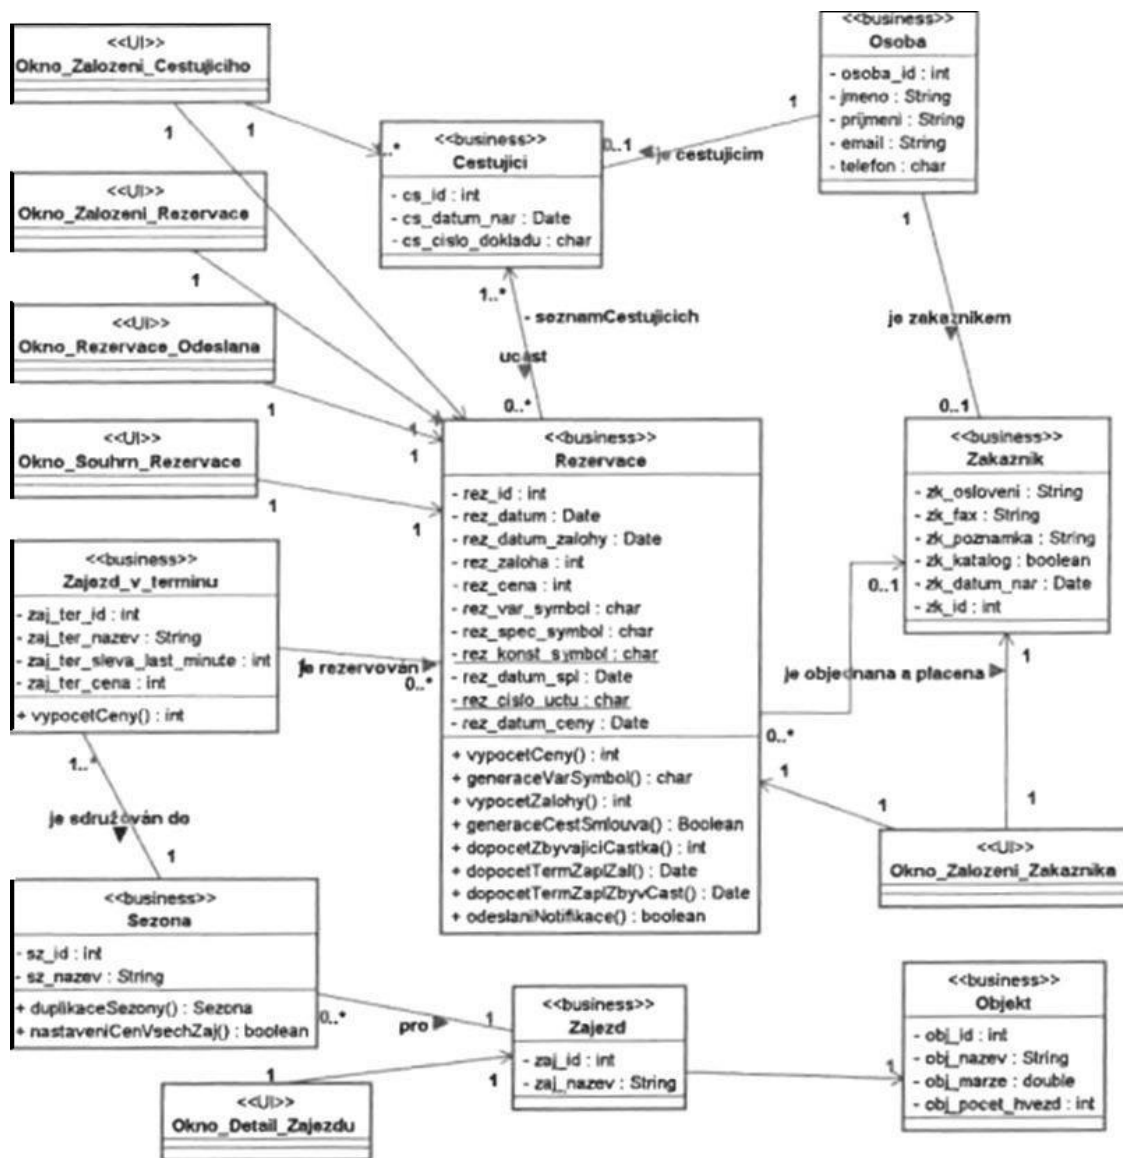 <<UI>>
Okno_Zalozeni_Cestujiciho
1
1
..*
<<business>>
Osoba
- osoba_id : int
- jmeno : String
- prijmeni : String
- email : String
- telefon : char
1
0..1
je cestujicim
<<business>>
Cestujici
- cs_id : int
- cs_datum_nar : Date
- cs_cislo_dokladu : char
<<UI>>
Okno_Zalozeni_Rezervace
1
1
1..*
- seznamCestujicich
ucast
0..*
je zakaznikem
0..1
<<UI>>
Okno_Rezervace_Odeslana
1
1
1
<<UI>>
Okno_Souhrn_Rezervace
1
1
<<business>>
Rezervace
- rez_id : int
- rez_datum : Date
- rez_datum_zalohy : Date
- rez_zaloha : int
- rez_cena : int
- rez_var_symbol : char
- rez_spec_symbol : char
- rez_konst_symbol : char
- rez_datum_spl : Date
- rez_cislo_uctu : char
- rez_datum_ceny : Date
+ vypocetCeny() : int
+ generaceVarSymbol() : char
+ vypocetZalohy() : int
+ generaceCestSmlouva() : Boolean
+ dopocetZbyvajiciCastka() : int
+ dopocetTermZaplZal() : Date
+ dopocetTermZaplZbyvCast() : Date
+ odeslaniNotifikace() : boolean
<<business>>
Zakaznik
- zk_osloveni : String
- zk_fax : String
- zk_poznamka : String
- zk_katalog : boolean
- zk_datum_nar : Date
- zk_id : int
0..1
1
je objednana a placena
0..*
1
1
1
<<UI>>
Okno_Zalozeni_Zakaznika
<<business>>
Zajezd_v_terminu
- zaj_ter_id : int
- zaj_ter_nazev : String
- zaj_ter_sleva_last_minute : int
- zaj_ter_cena : int
+ vypocetCeny() : int
je rezervován
0..*
1..*
je sdružován do
1
<<business>>
Sezona
- sz_id : int
- sz_nazev : String
+ duplikaceSezony() : Sezona
+ nastaveniCenVsechZaj() : boolean
0..*
pro
1
<<business>>
Zajezd
- zaj_id : int
- zaj_nazev : String
1
1
<<UI>>
Okno_Detail_Zajezdu
1
<<business>>
Objekt
- obj_id : int
- obj_nazev : String
- obj_marze : double
- obj_pocet_hvezd : int